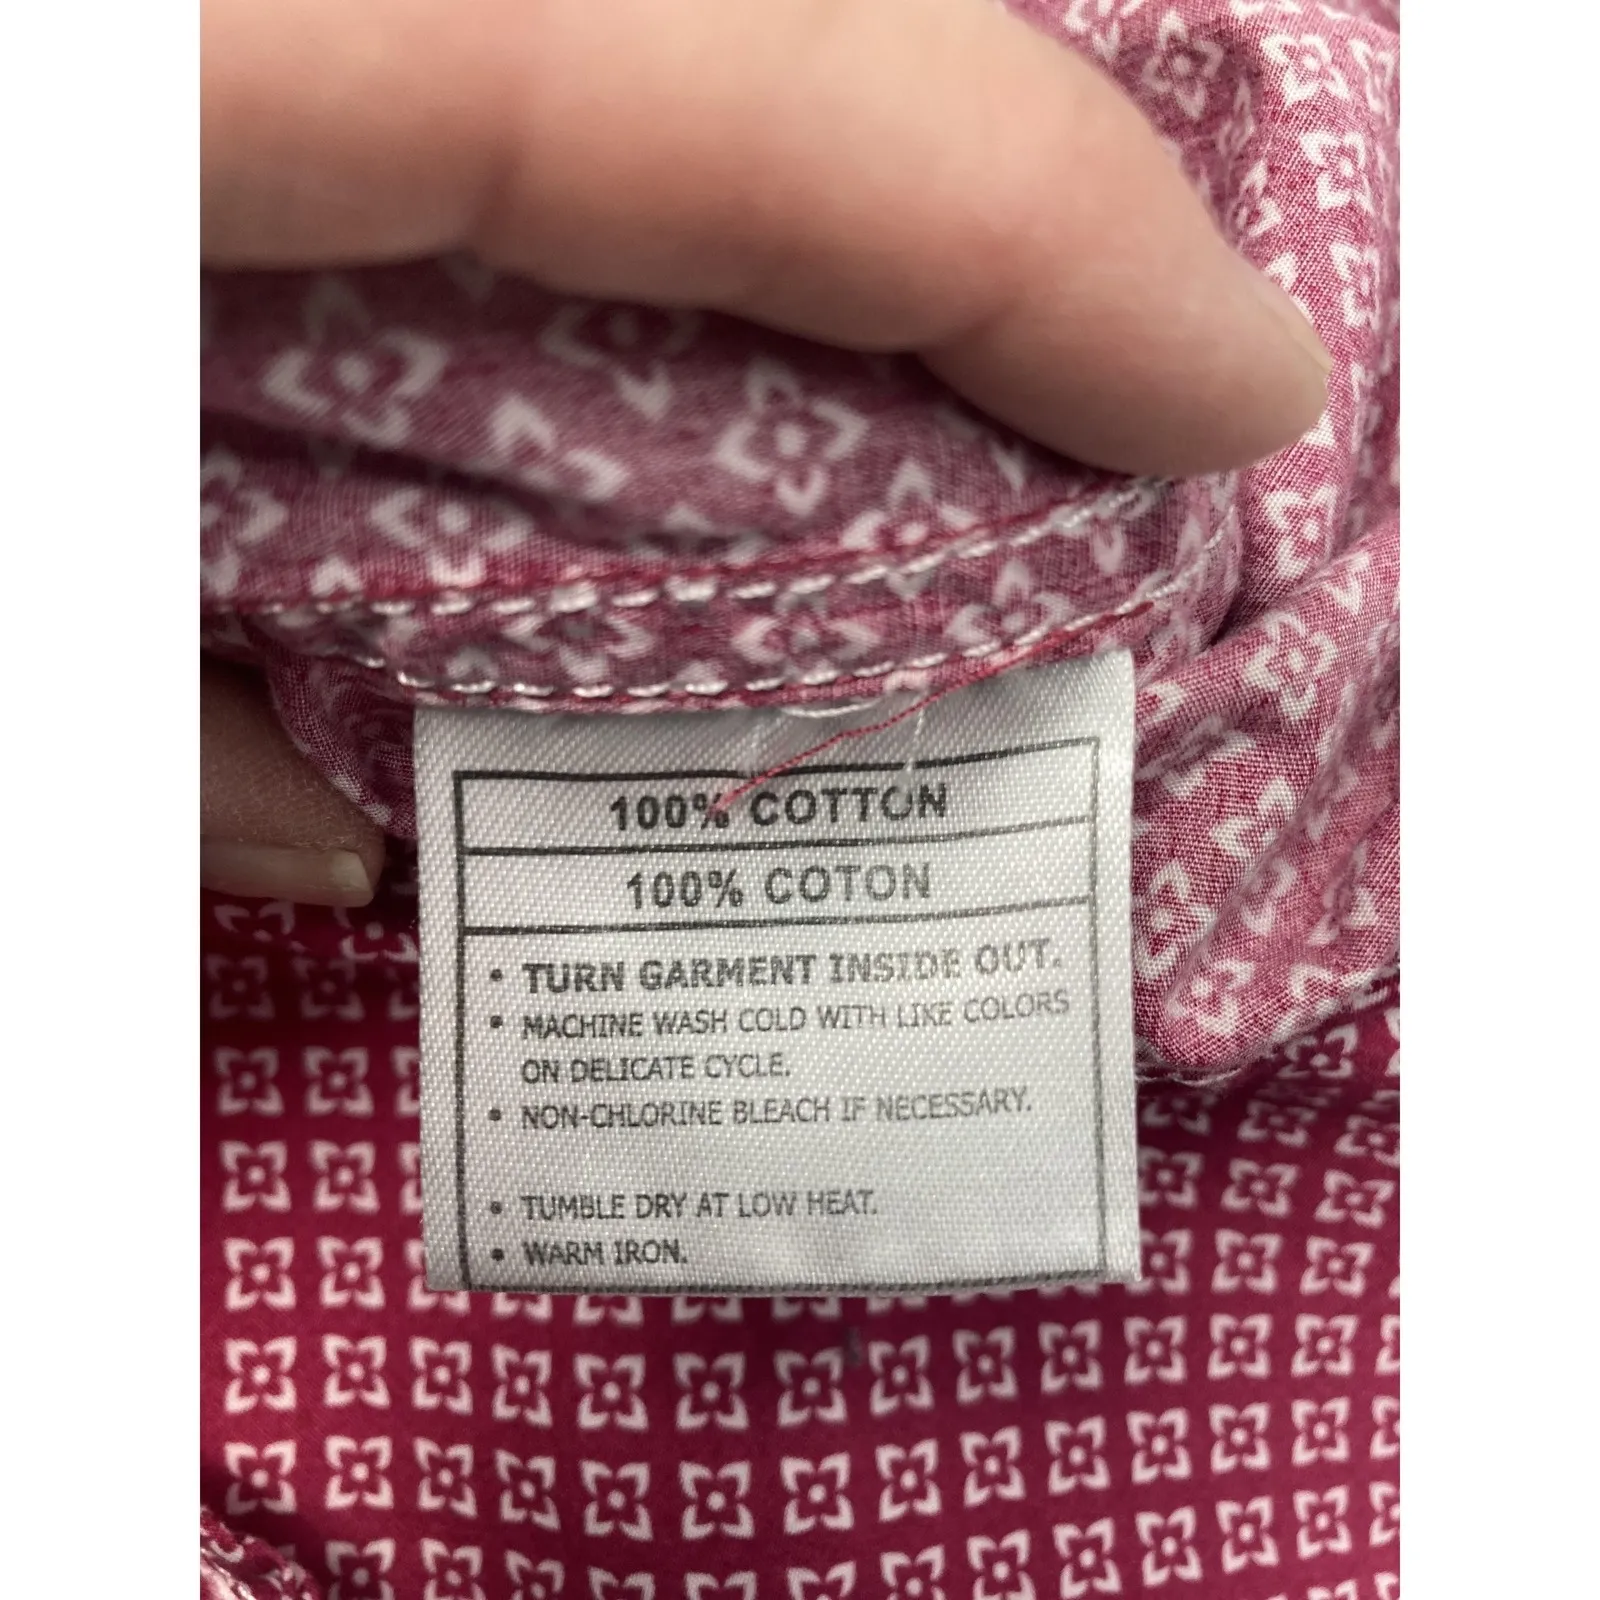 100% COTTON
100% COTON
• TURN GARMENT INSIDE OUT.
• MACHINE WASH COLD WITH LIKE COLORS
ON DELICATE CYCLE.
• NON-CHLORINE BLEACH IF NECESSARY.
• TUMBLE DRY AT LOW HEAT.
• WARM IRON.